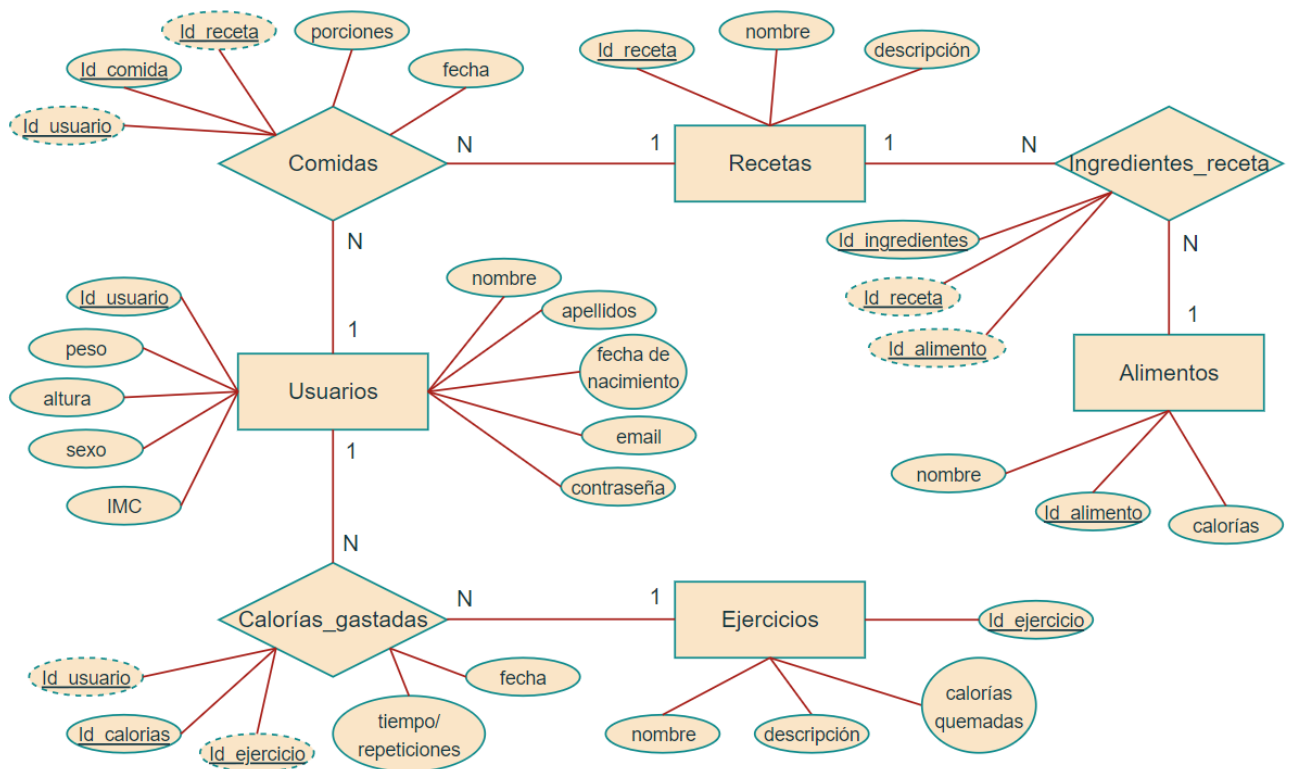 Id_receta
porciones
Id_comida
fecha
Id_usuario
Comidas
N
N
Id_receta
nombre
descripción
1
Recetas
1
N
Ingredientes_receta
N
Id_ingredientes
Id_receta
Id_alimento
1
Alimentos
nombre
Id_alimento
calorías
Id_usuario
peso
altura
sexo
IMC
1
Usuarios
1
nombre
apellidos
fecha de
nacimiento
email
contraseña
N
Calorías_gastadas
N
Id_usuario
Id_calorias
Id_ejercicio
tiempo/
repeticiones
fecha
1
Ejercicios
Id_ejercicio
nombre
descripción
calorías
quemadas